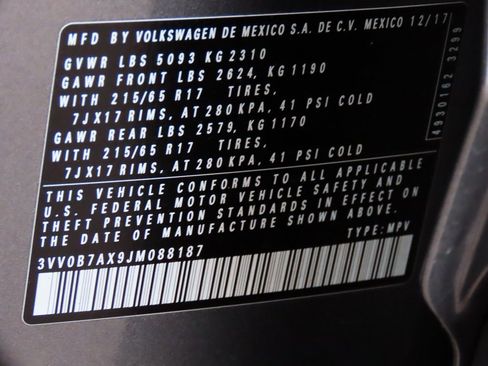 MFD BY VOLKSWAGEN DE MEXICO S.A. DE C.V. MEXICO 12/17
GVWR LBS 5093 KG 2310
GAWR FRONT LBS 2624, KG 1190
WITH 215/65 R17 TIRES,
7JX17 RIMS, AT 280 KPA, 41 PSI COLD
GAWR REAR LBS 2579, KG 1170
WITH 215/65 R17 TIRES,
7JX17 RIMS, AT 280 KPA, 41 PSI COLD
THIS VEHICLE CONFORMS TO ALL APPLICABLE
U.S. FEDERAL MOTOR VEHICLE SAFETY AND
THEFT PREVENTION STANDARDS IN EFFECT ON
THE DATE OF MANUFACTURE SHOWN ABOVE.
3VV0B7AX9JM088187 TYPE: MPV
4930162 3299